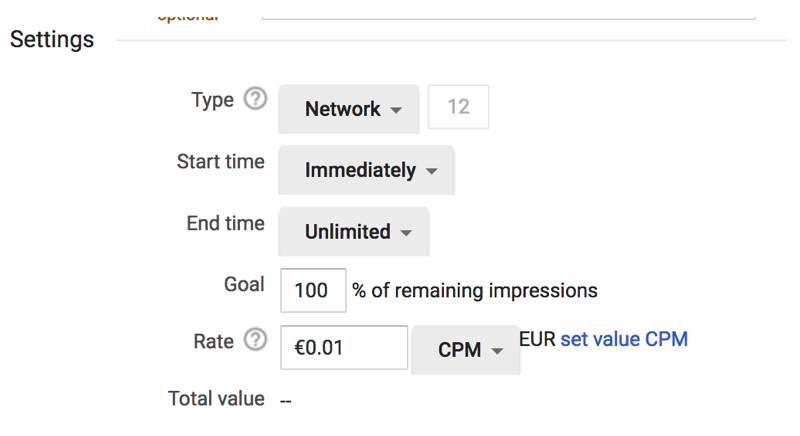 optional
Settings
Type ? Network 12
Start time Immediately
End time Unlimited
Goal 100 % of remaining impressions
Rate ? €0.01 CPM EUR set value CPM
Total value --